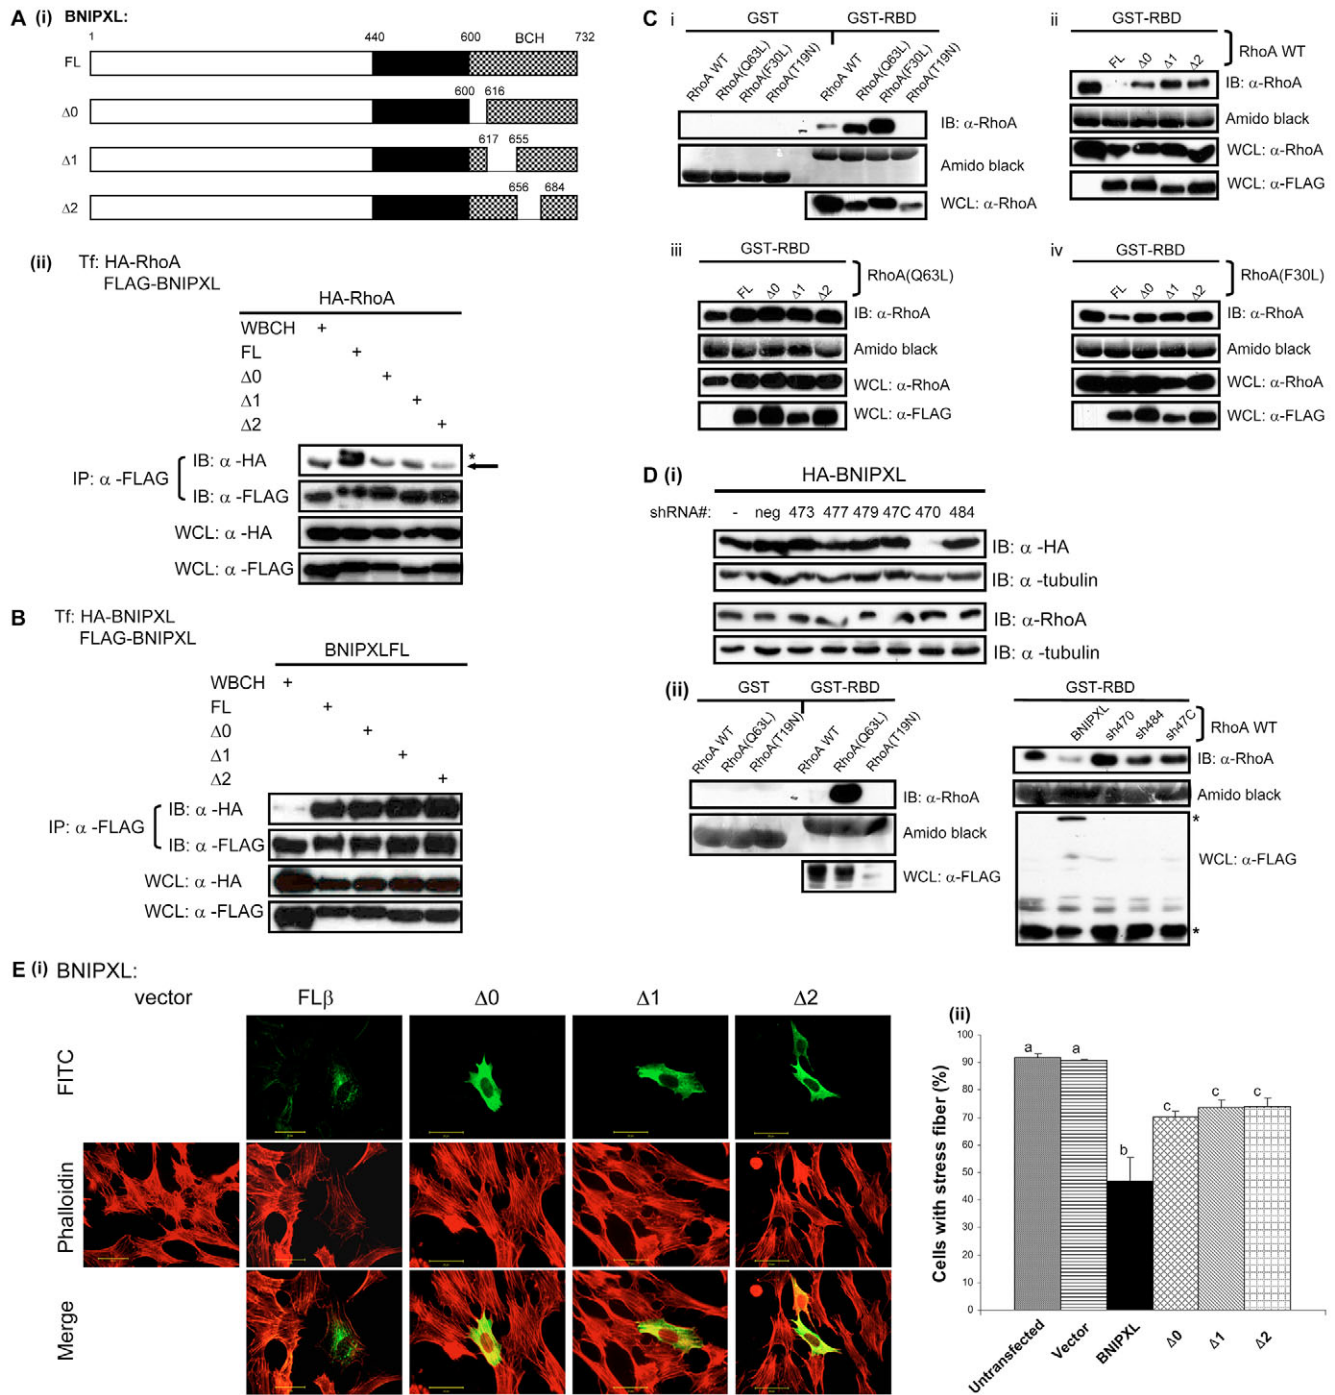 A (i) BNIPXL:
1 440 600 BCH 732
FL
600 616
Δ0
617 655
Δ1
656 684
Δ2
(ii) Tf: HA-RhoA
FLAG-BNIPXL
HA-RhoA
WBCH +
FL +
Δ0 +
Δ1 +
Δ2 +
IP: α -FLAG
IB: α -HA *
IB: α -FLAG
WCL: α -HA
WCL: α -FLAG
B Tf: HA-BNIPXL
FLAG-BNIPXL
BNIPXLFL
WBCH +
FL +
Δ0 +
Δ1 +
Δ2 +
IP: α -FLAG
IB: α -HA
IB: α -FLAG
WCL: α -HA
WCL: α -FLAG
C i GST GST-RBD
RhoA WT RhoA(Q63L) RhoA(F30L) RhoA(T19N) RhoA WT RhoA(Q63L) RhoA(F30L) RhoA(T19N)
IB: α-RhoA
Amido black
WCL: α-RhoA
ii GST-RBD
FL Δ0 Δ1 Δ2 RhoA WT
IB: α-RhoA
Amido black
WCL: α-RhoA
WCL: α-FLAG
iii GST-RBD
FL Δ0 Δ1 Δ2 RhoA(Q63L)
IB: α-RhoA
Amido black
WCL: α-RhoA
WCL: α-FLAG
iv GST-RBD
FL Δ0 Δ1 Δ2 RhoA(F30L)
IB: α-RhoA
Amido black
WCL: α-RhoA
WCL: α-FLAG
D (i) HA-BNIPXL
shRNA#: - neg 473 477 479 47C 470 484
IB: α -HA
IB: α -tubulin
IB: α-RhoA
IB: α -tubulin
(ii) GST GST-RBD
RhoA WT RhoA(Q63L) RhoA(T19N) RhoA WT RhoA(Q63L) RhoA(T19N)
IB: α-RhoA
Amido black
WCL: α-FLAG
GST-RBD
BNIPXL sh470 sh484 sh47C RhoA WT
IB: α-RhoA
Amido black
*
WCL: α-FLAG
*
E (i) BNIPXL:
vector FLβ Δ0 Δ1 Δ2
FITC
Phalloidin
Merge
(ii)
Cells with stress fiber (%)
100
90
80
70
60
50
40
30
20
10
0
a a b c c c
Untransfected Vector BNIPXL Δ0 Δ1 Δ2